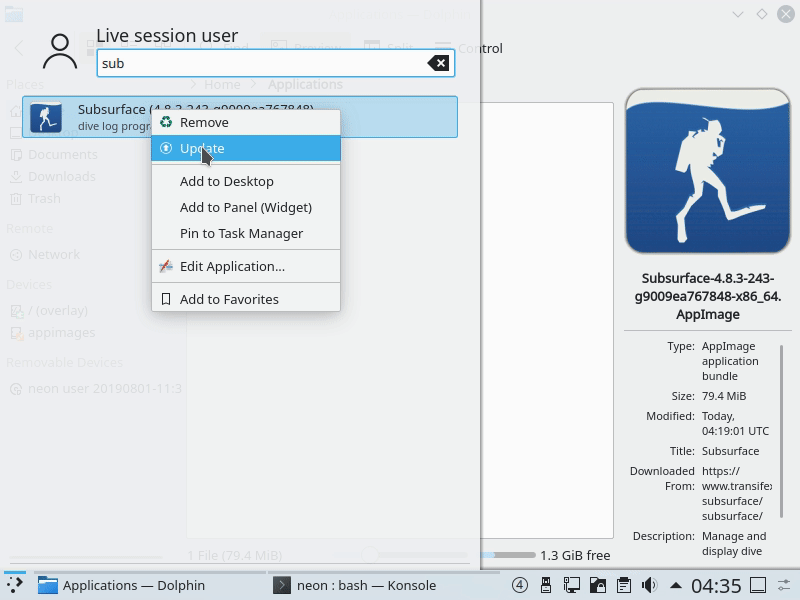 Live session user
sub
Find
Preview
Split
Control
Places
Home
Applications
Subsurface (4.8.3-243-g9009ea767848)
dive log progr
Remove
Update
Add to Desktop
Add to Panel (Widget)
Pin to Task Manager
Edit Application...
Add to Favorites
Documents
Downloads
Trash
Remote
Network
Devices
/ (overlay)
appimages
Removable Devices
neon user 20190801-11:3
Subsurface-4.8.3-243-
g9009ea767848-x86_64.
AppImage
Type: AppImage
application
bundle
Size: 79.4 MiB
Modified: Today,
04:19:01 UTC
Title: Subsurface
Downloaded From: https://
www.transifex
subsurface/
subsurface/
Description: Manage and
display dive
1 File (79.4 MiB)
1.3 GiB free
Applications — Dolphin
neon : bash — Konsole
4
04:35